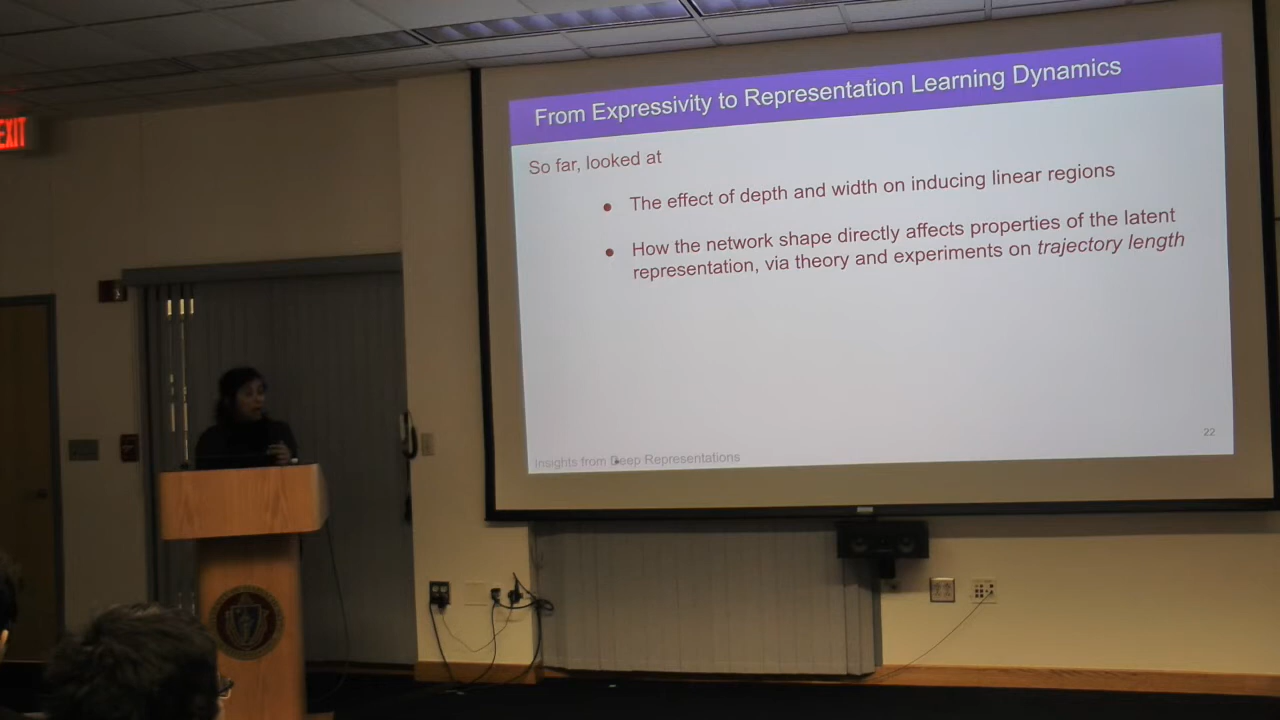 EXIT
From Expressivity to Representation Learning Dynamics
So far, looked at
● The effect of depth and width on inducing linear regions
● How the network shape directly affects properties of the latent
representation, via theory and experiments on trajectory length
22
Insights from Deep Representations